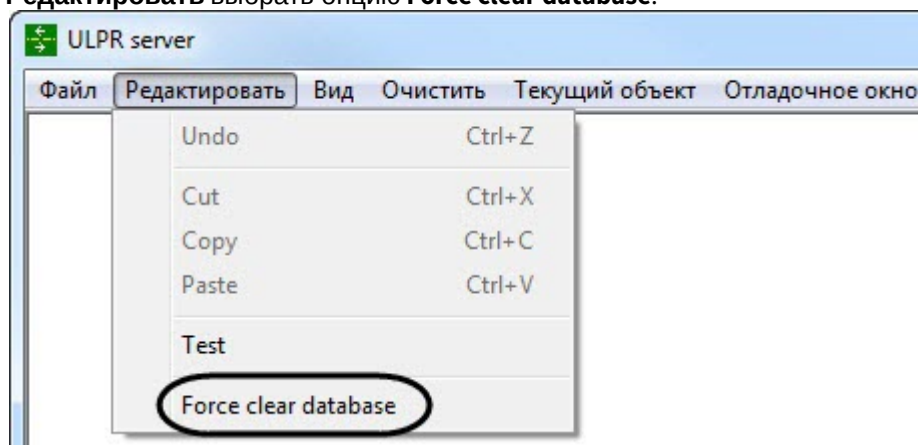 Редактировать выбрать опцию Force clear database.
ULPR server
Файл Редактировать Вид Очистить Текущий объект Отладочное окно
Undo Ctrl+Z
Cut Ctrl+X
Copy Ctrl+C
Paste Ctrl+V
Test
Force clear database